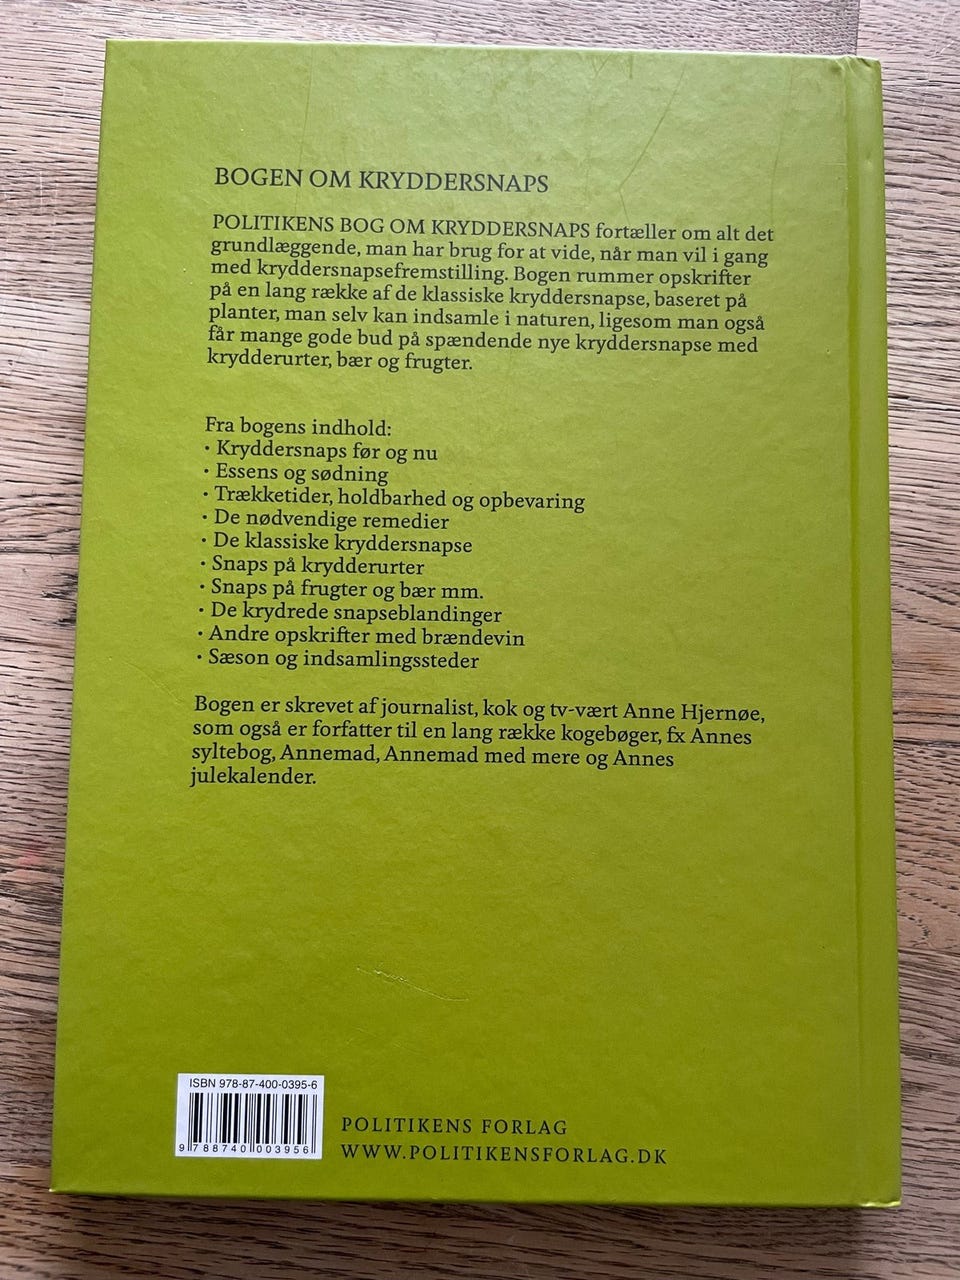 BOGEN OM KRYDDERSNAPS
POLITIKENS BOG OM KRYDDERSNAPS fortæller om alt det
grundlæggende, man har brug for at vide, når man vil i gang
med kryddersnapsefremstilling. Bogen rummer opskrifter
på en lang række af de klassiske kryddersnapse, baseret på
planter, man selv kan indsamle i naturen, ligesom man også
får mange gode bud på spændende nye kryddersnapse med
krydderurter, bær og frugter.
Fra bogens indhold:
· Kryddersnaps før og nu
· Essens og sødning
· Trækketider, holdbarhed og opbevaring
· De nødvendige remedier
· De klassiske kryddersnapse
· Snaps på krydderurter
· Snaps på frugter og bær mm.
· De krydrede snapseblandinger
· Andre opskrifter med brændevin
· Sæson og indsamlingssteder
Bogen er skrevet af journalist, kok og tv-vært Anne Hjernøe,
som også er forfatter til en lang række kogebøger, fx Annes
syltebog, Annemad, Annemad med mere og Annes
julekalender.
ISBN 978-87-400-0395-6
9 788740 003956
POLITIKENS FORLAG
WWW.POLITIKENSFORLAG.DK